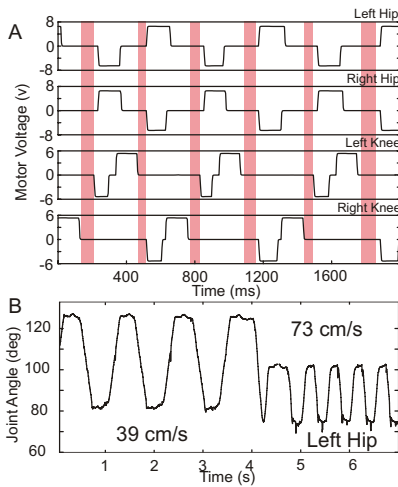 A
Left Hip
8
0
-8
Right Hip
8
0
-8
Motor Voltage (v)
Left Knee
6
0
-6
Right Knee
6
0
-6
400 800 1200 1600
Time (ms)
B
Joint Angle (deg)
120
100
80
60
73 cm/s
39 cm/s
Left Hip
1 2 3 4 5 6
Time (s)